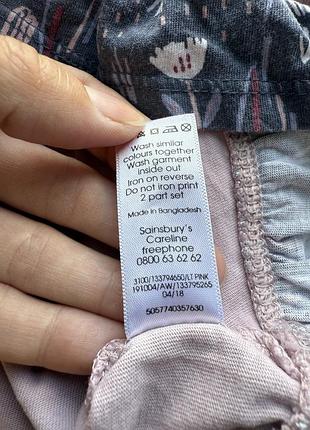 Wash similar
colours together
Wash garment
inside out
Iron on reverse
Do not iron print
2 part set
Made in Bangladesh
Sainsbury's
Careline
freephone
0800 63 62 62
3100/133794650/LT PINK
191004/AW/133795265
04/18
5057740357630